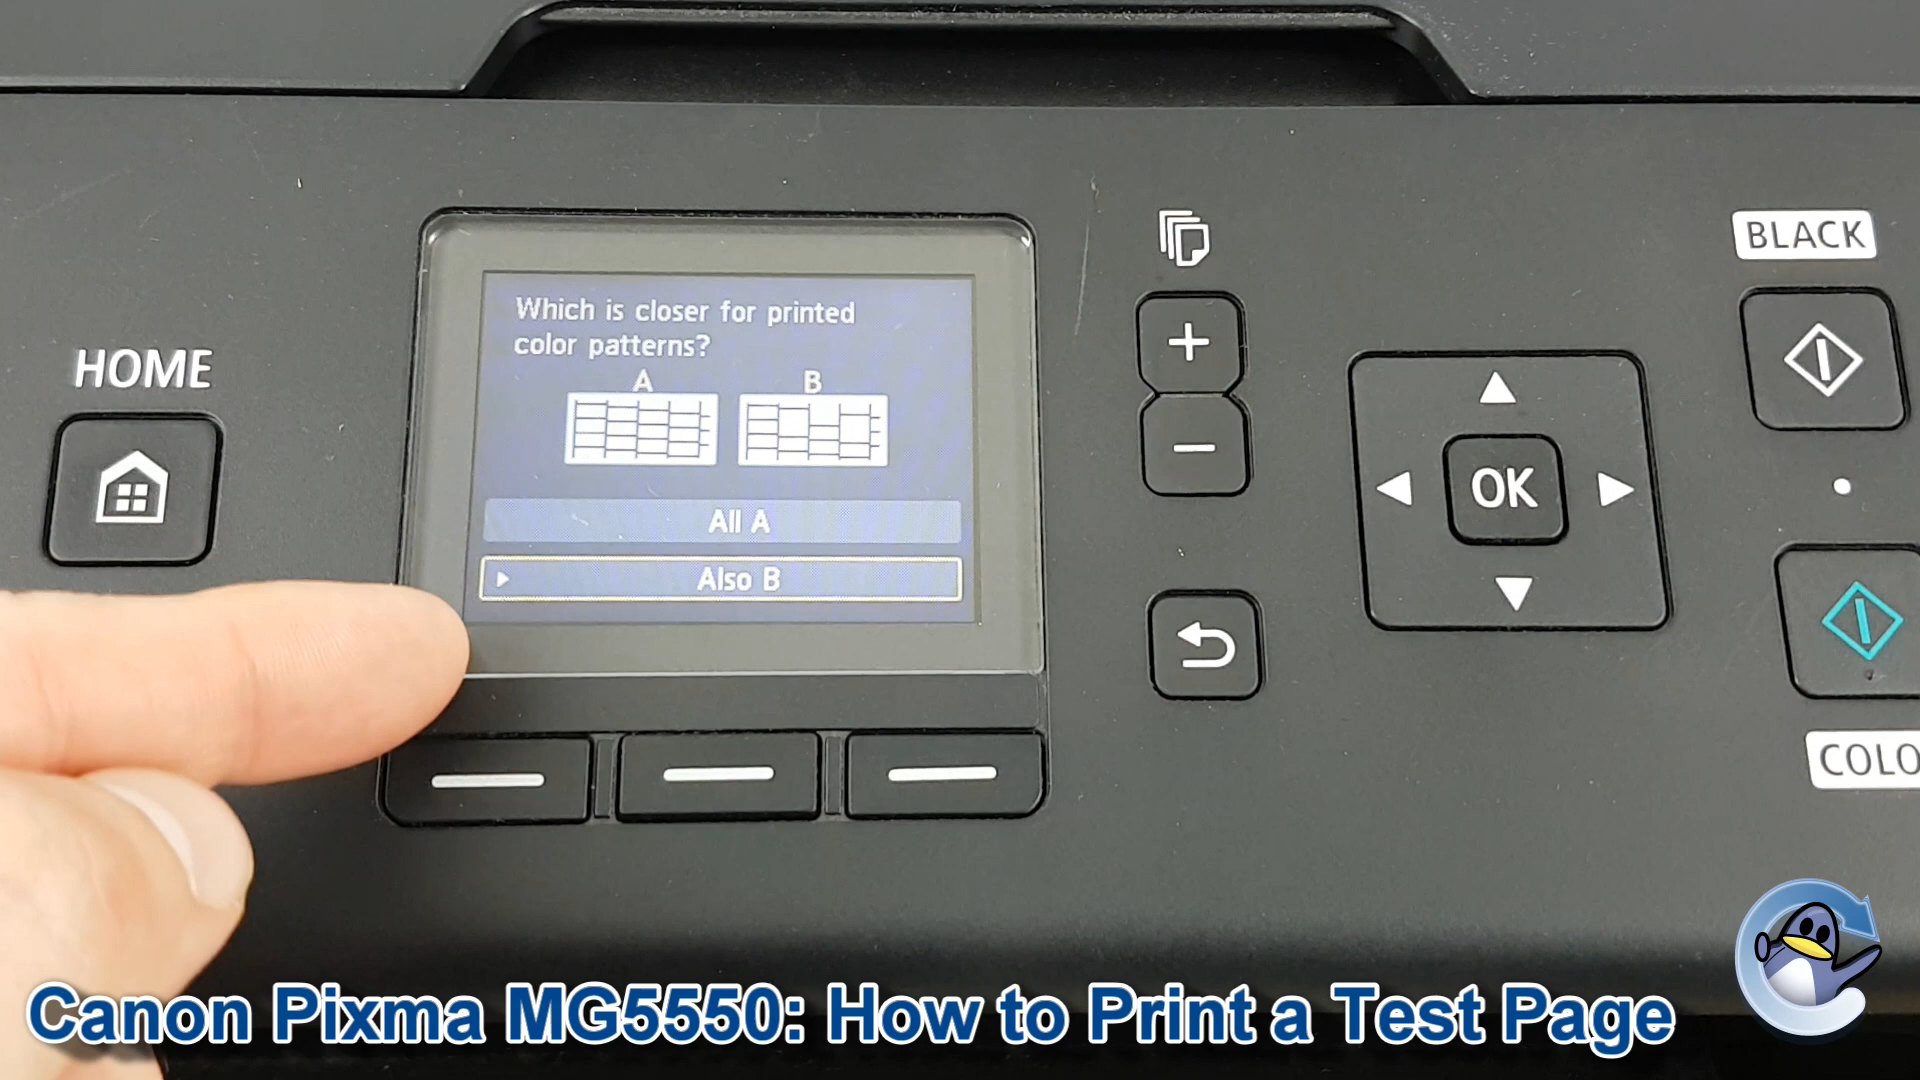 Which is closer for printed
color patterns?
A B
All A
Also B
HOME
+
−
OK
BLACK
COLO
Canon Pixma MG5550: How to Print a Test Page